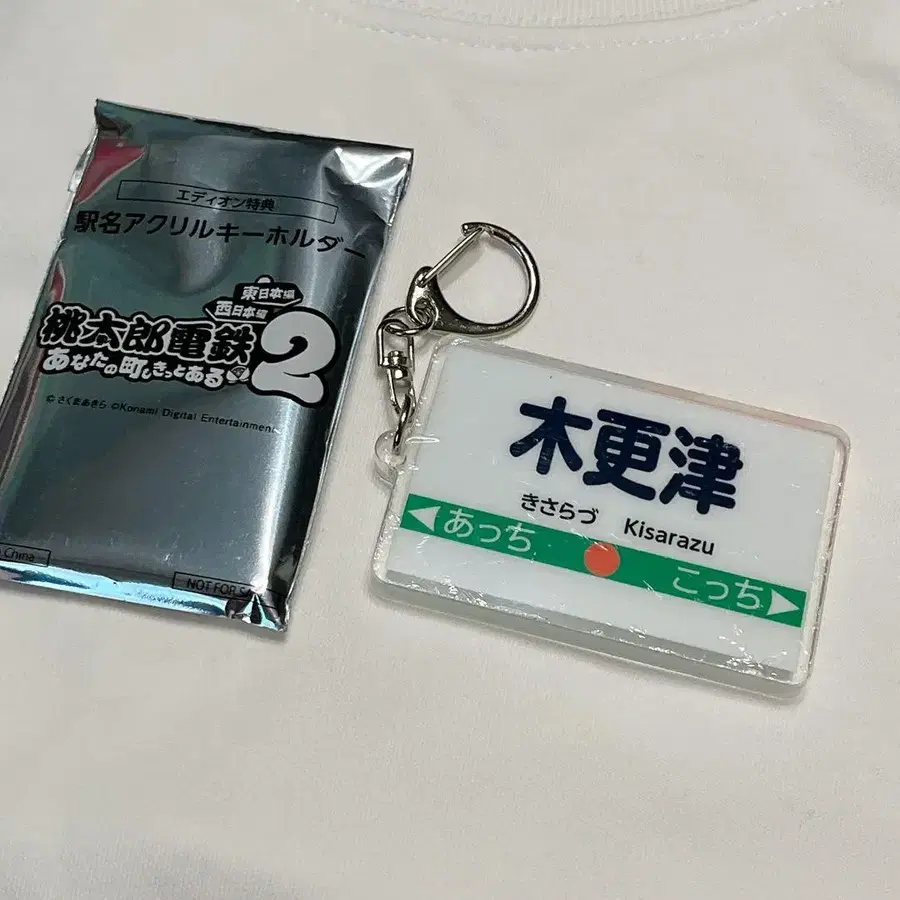 エディオン特典
駅名アクリルキーホルダー
東日本編
西日本編
桃太郎電鉄2
あなたの町もきっとある
©さくまあきら ©Konami Digital Entertainment
China
NOT FOR
木更津
きさらづ Kisarazu
あっち
こっち